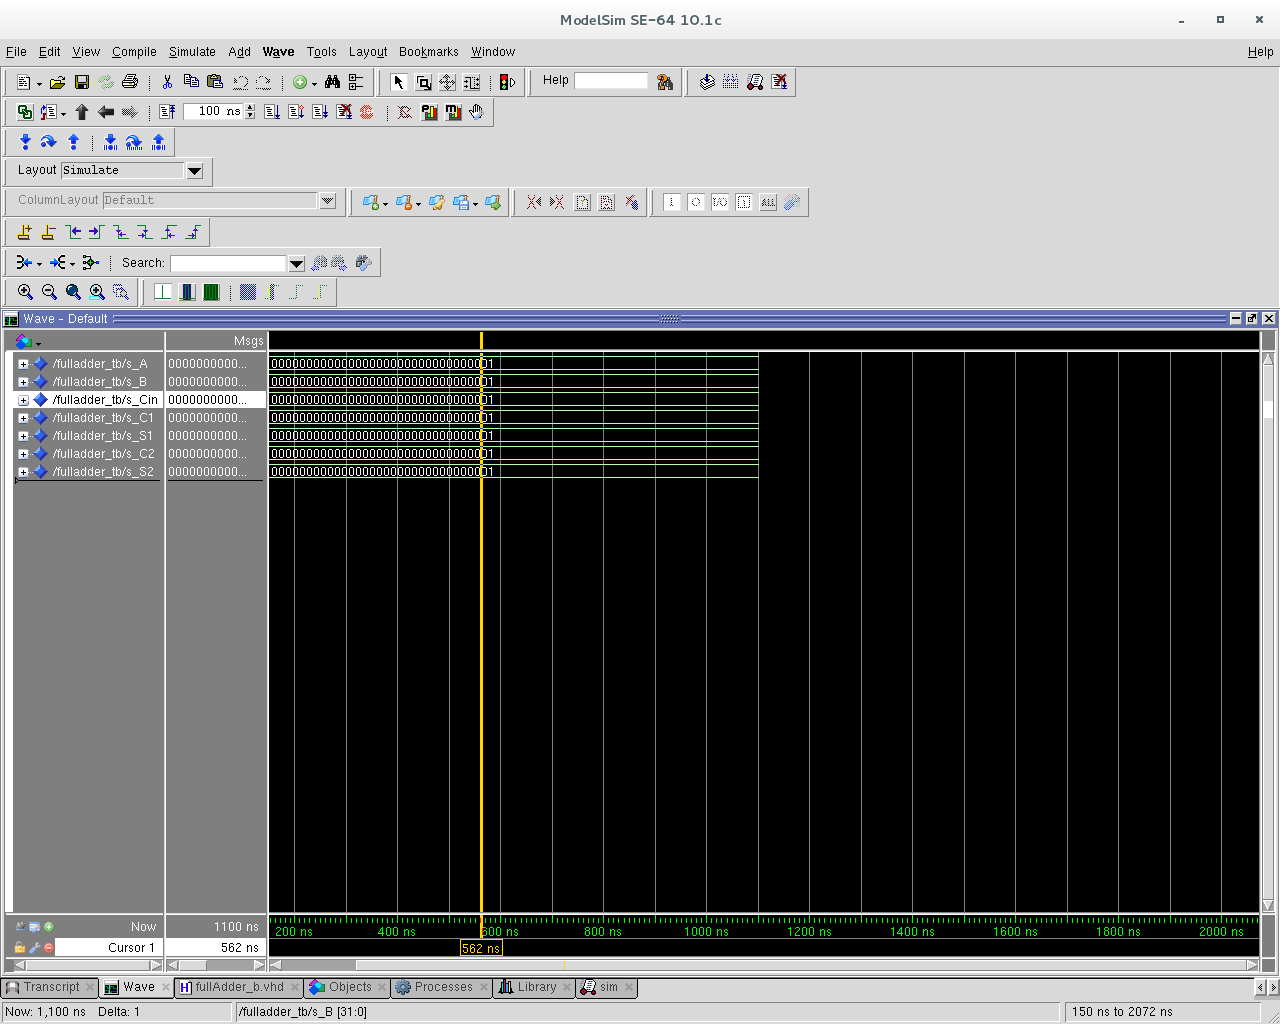 ModelSim SE-64 10.1c
File Edit View Compile Simulate Add Wave Tools Layout Bookmarks Window Help
Help
100 ns
Layout Simulate
ColumnLayout Default
Search:
Wave - Default
Msgs
/fulladder_tb/s_A 0000000000... 00000000000000000000000000000001
/fulladder_tb/s_B 0000000000... 00000000000000000000000000000001
/fulladder_tb/s_Cin 0000000000... 00000000000000000000000000000001
/fulladder_tb/s_C1 0000000000... 00000000000000000000000000000001
/fulladder_tb/s_S1 0000000000... 00000000000000000000000000000001
/fulladder_tb/s_C2 0000000000... 00000000000000000000000000000001
/fulladder_tb/s_S2 0000000000... 00000000000000000000000000000001
Now 1100 ns 200 ns 400 ns 600 ns 800 ns 1000 ns 1200 ns 1400 ns 1600 ns 1800 ns 2000 ns
Cursor 1 562 ns 562 ns
Transcript Wave fullAdder_b.vhd Objects Processes Library sim
Now: 1,100 ns Delta: 1 /fulladder_tb/s_B [31:0] 150 ns to 2072 ns